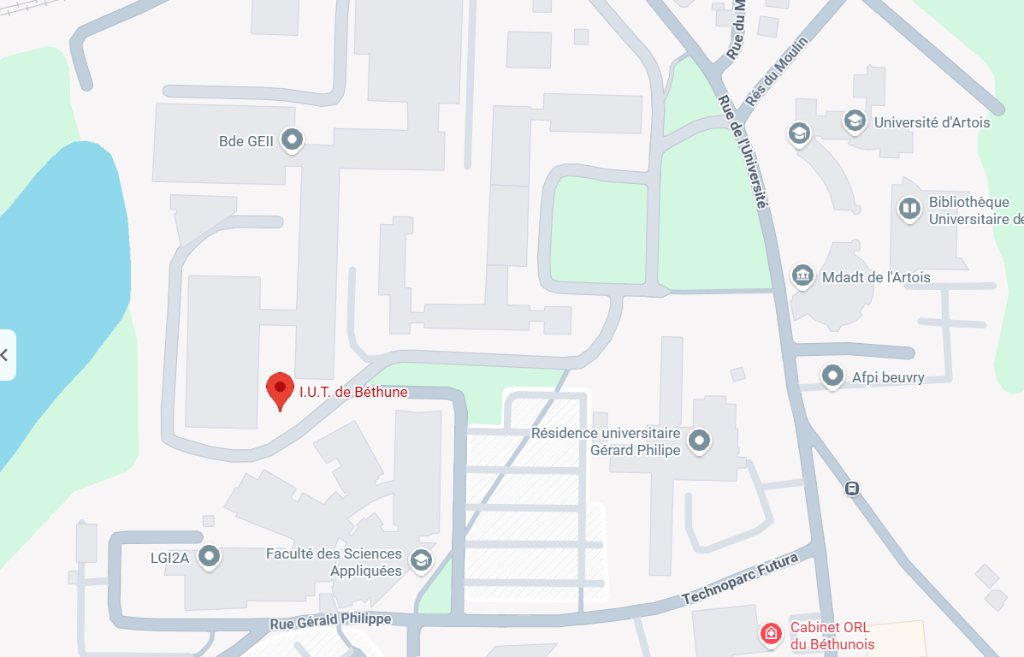 Rue du M
Rés du Moulin
Rue de l'Université
Université d'Artois
Bde GEII
Bibliothèque
Universitaire de
Mdadt de l'Artois
Afpi beuvry
I.U.T. de Béthune
Résidence universitaire
Gérard Philipe
LGI2A
Faculté des Sciences
Appliquées
Technoparc Futura
Rue Gérald Philippe
Cabinet ORL
du Béthunois